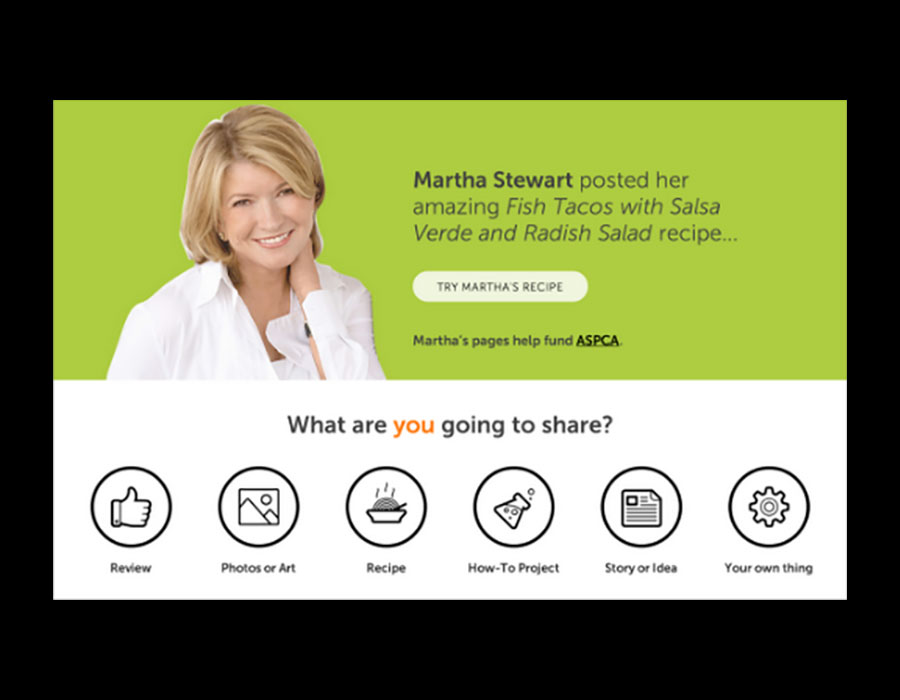 Martha Stewart posted her
amazing Fish Tacos with Salsa
Verde and Radish Salad recipe...
TRY MARTHA'S RECIPE
Martha's pages help fund ASPCA.
What are you going to share?
Review
Photos or Art
Recipe
How-To Project
Story or Idea
Your own thing